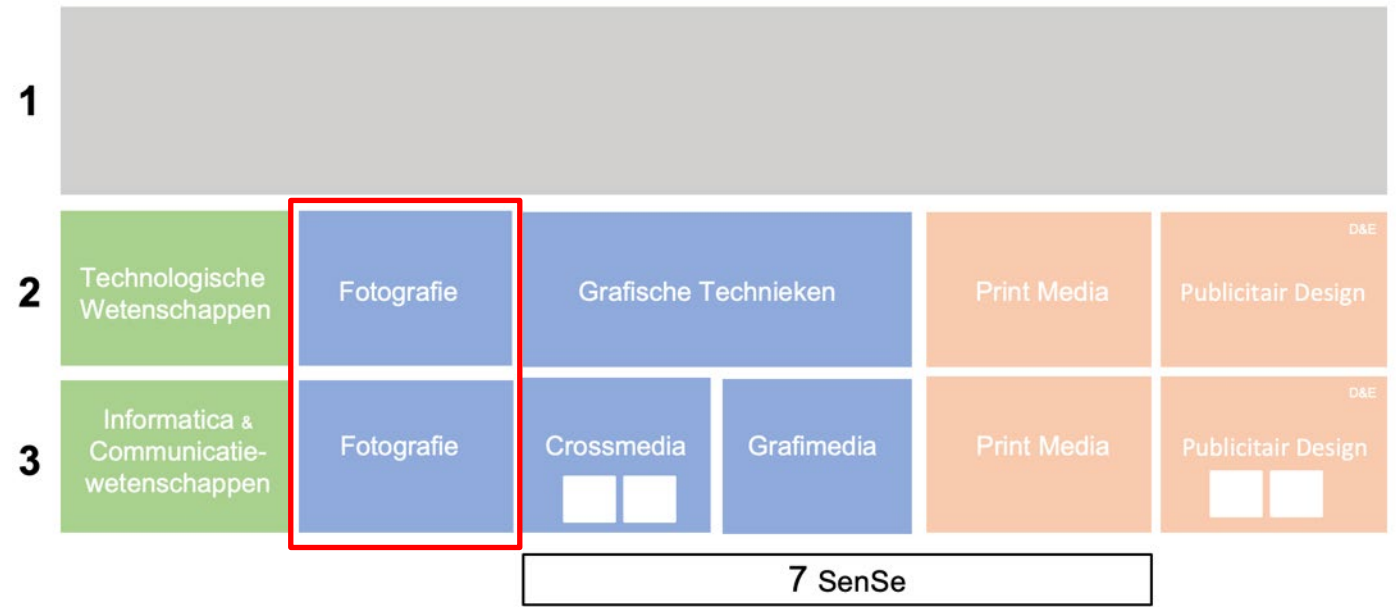 1
2
Technologische
Wetenschappen
Fotografie
Grafische Technieken
Print Media
D&E
Publicitair Design
3
Informatica &
Communicatie-
wetenschappen
Fotografie
Crossmedia
Grafimedia
Print Media
D&E
Publicitair Design
7 SenSe